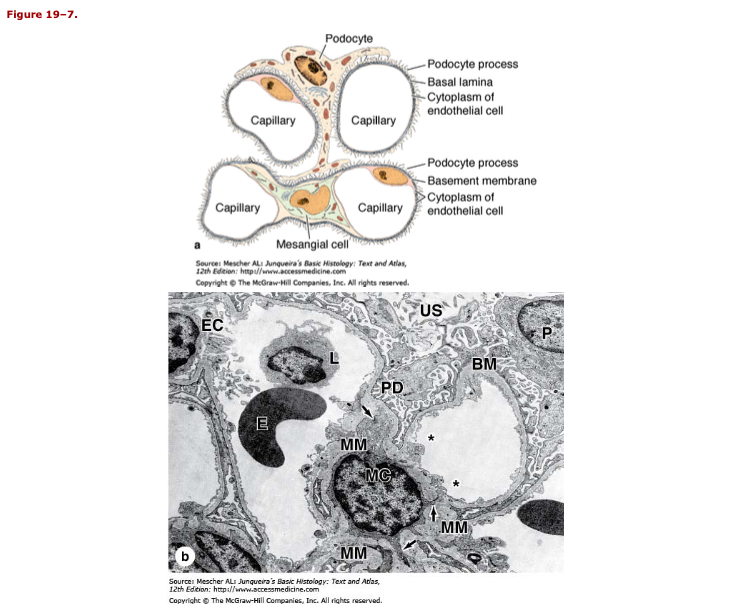 Figure 19–7.
Podocyte
Podocyte process
Basal lamina
Cytoplasm of
endothelial cell
Capillary
Capillary
Podocyte process
Basement membrane
Cytoplasm of
endothelial cell
Capillary
Capillary
a
Mesangial cell
Source: Mescher AL: Junqueira's Basic Histology: Text and Atlas,
12th Edition: http://www.accessmedicine.com
Copyright © The McGraw-Hill Companies, Inc. All rights reserved.
US
EC
P
L
BM
PD
E
*
MM
MC
*
MM
MM
b
Source: Mescher AL: Junqueira's Basic Histology: Text and Atlas,
12th Edition: http://www.accessmedicine.com
Copyright © The McGraw-Hill Companies, Inc. All rights reserved.